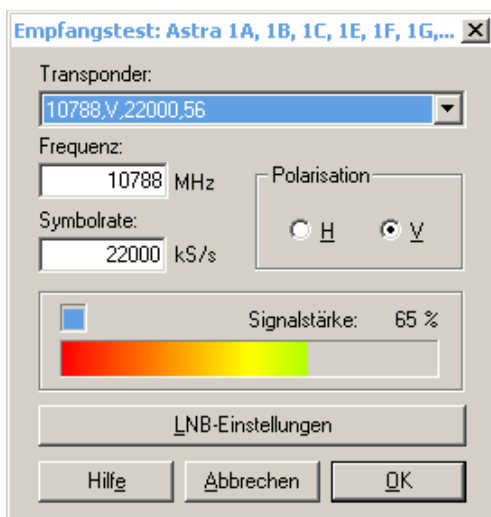 Empfangstest: Astra 1A, 1B, 1C, 1E, 1F, 1G,...
Transponder:
10788,V,22000,56
Frequenz:
10788 MHz
Polarisation
H V
Symbolrate:
22000 kS/s
Signalstärke: 65 %
LNB-Einstellungen
Hilfe Abbrechen OK